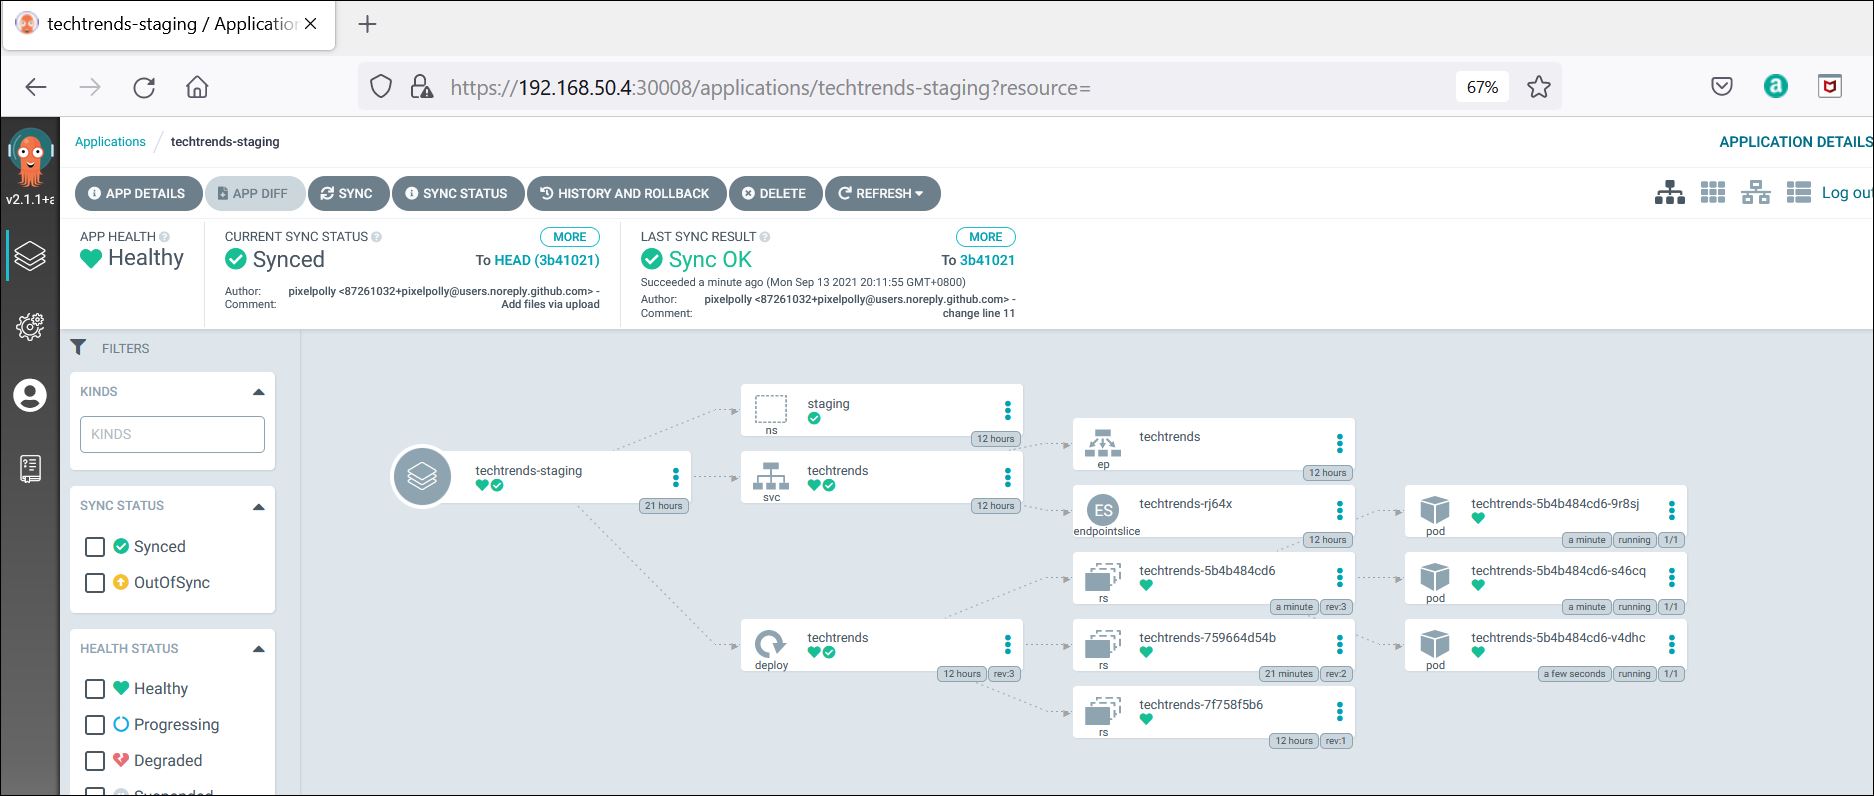 techtrends-staging / Application
https://192.168.50.4:30008/applications/techtrends-staging?resource=
67%
a
Applications / techtrends-staging
APPLICATION DETAILS
v2.1.1+a
APP DETAILS
APP DIFF
SYNC
SYNC STATUS
HISTORY AND ROLLBACK
DELETE
REFRESH
Log out
APP HEALTH
Healthy
CURRENT SYNC STATUS
MORE
Synced
To HEAD (3b41021)
Author: pixelpolly <87261032+pixelpolly@users.noreply.github.com> -
Comment: Add files via upload
LAST SYNC RESULT
MORE
Sync OK
To 3b41021
Succeeded a minute ago (Mon Sep 13 2021 20:11:55 GMT+0800)
Author: pixelpolly <87261032+pixelpolly@users.noreply.github.com> -
Comment: change line 11
FILTERS
KINDS
KINDS
SYNC STATUS
Synced
OutOfSync
HEALTH STATUS
Healthy
Progressing
Degraded
Suspended
techtrends-staging
21 hours
staging
ns
12 hours
techtrends
svc
12 hours
techtrends
deploy
12 hours rev:3
techtrends
ep
12 hours
ES
techtrends-rj64x
endpointslice
12 hours
techtrends-5b4b484cd6
rs
a minute rev:3
techtrends-759664d54b
rs
21 minutes rev:2
techtrends-7f758f5b6
rs
12 hours rev:1
techtrends-5b4b484cd6-9r8sj
pod
a minute running 1/1
techtrends-5b4b484cd6-s46cq
pod
a minute running 1/1
techtrends-5b4b484cd6-v4dhc
pod
a few seconds running 1/1